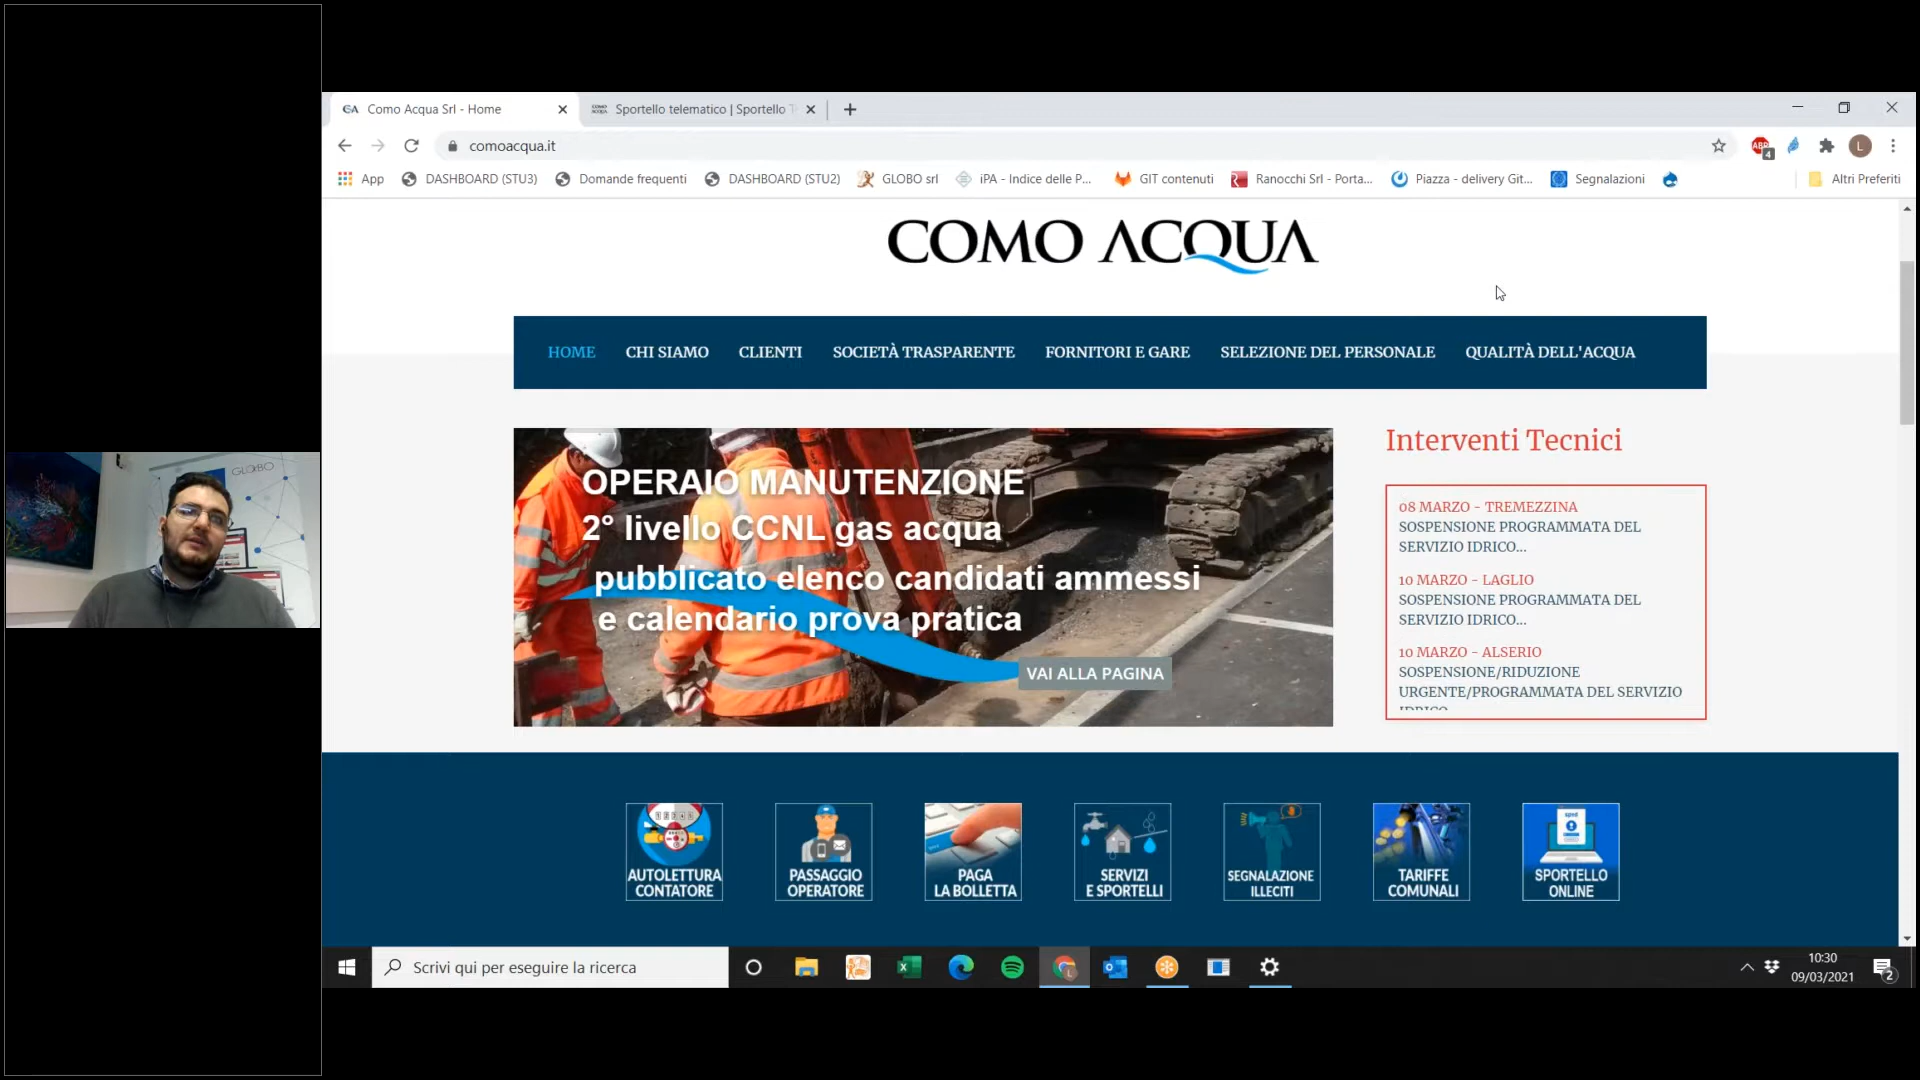 Como Acqua Srl - Home
Sportello telematico | Sportello
comoacqua.it
App
DASHBOARD (STU3)
Domande frequenti
DASHBOARD (STU2)
GLOBO srl
iPA - Indice delle P...
GIT contenuti
Ranocchi Srl - Porta...
Piazza - delivery Git...
Segnalazioni
Altri Preferiti
COMO ACQUA
HOME
CHI SIAMO
CLIENTI
SOCIETÀ TRASPARENTE
FORNITORI E GARE
SELEZIONE DEL PERSONALE
QUALITÀ DELL'ACQUA
OPERAIO MANUTENZIONE
2° livello CCNL gas acqua
pubblicato elenco candidati ammessi
e calendario prova pratica
VAI ALLA PAGINA
Interventi Tecnici
08 MARZO - TREMEZZINA
SOSPENSIONE PROGRAMMATA DEL
SERVIZIO IDRICO...
10 MARZO - LAGLIO
SOSPENSIONE PROGRAMMATA DEL
SERVIZIO IDRICO...
10 MARZO - ALSERIO
SOSPENSIONE/RIDUZIONE
URGENTE/PROGRAMMATA DEL SERVIZIO
IDRICO...
GLOBO
AUTOLETTURA
CONTATORE
PASSAGGIO
OPERATORE
PAGA
LA BOLLETTA
SERVIZI
E SPORTELLI
SEGNALAZIONE
ILLECITI
TARIFFE
COMUNALI
SPORTELLO
ONLINE
Scrivi qui per eseguire la ricerca
10:30
09/03/2021
2